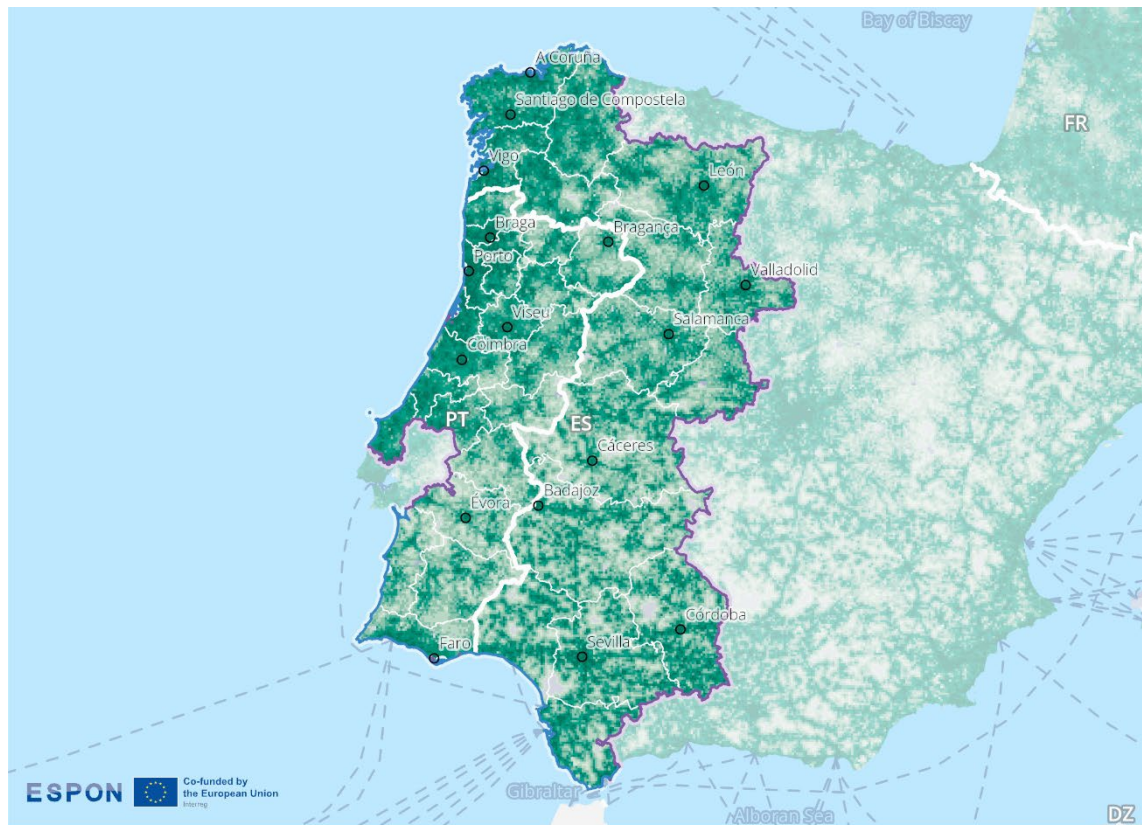 Bay of Biscay
A Coruña
Santiago de Compostela
FR
Vigo
León
Braga
Bragança
Porto
Valladolid
Viseu
Salamanca
Coimbra
PT
ES
Cáceres
Évora
Badajoz
Córdoba
Faro
Sevilla
ESPON
Co-funded by
the European Union
Interreg
Gibraltar
Alboran Sea
DZ